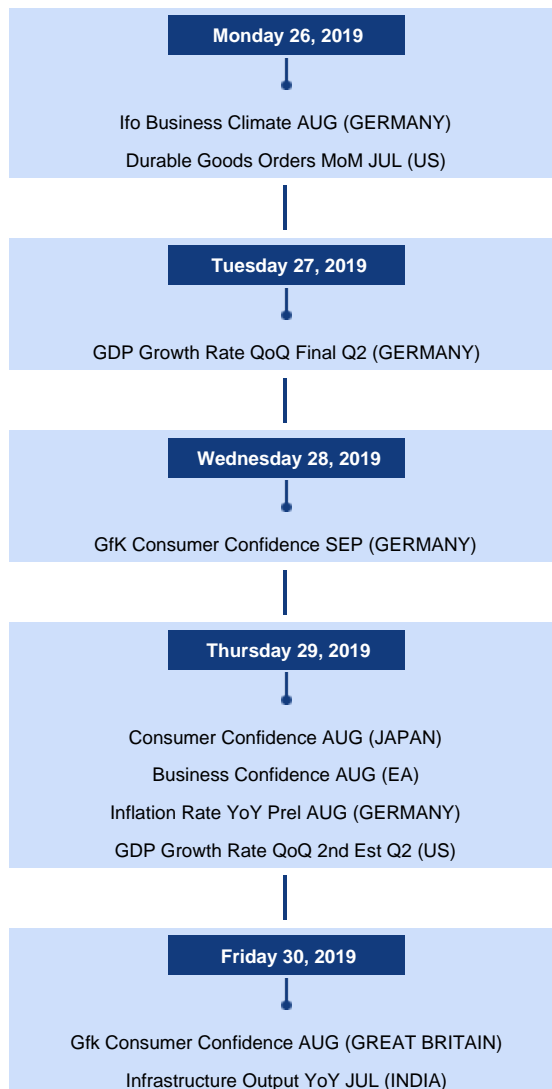 Monday 26, 2019
Ifo Business Climate AUG (GERMANY)
Durable Goods Orders MoM JUL (US)
Tuesday 27, 2019
GDP Growth Rate QoQ Final Q2 (GERMANY)
Wednesday 28, 2019
GfK Consumer Confidence SEP (GERMANY)
Thursday 29, 2019
Consumer Confidence AUG (JAPAN)
Business Confidence AUG (EA)
Inflation Rate YoY Prel AUG (GERMANY)
GDP Growth Rate QoQ 2nd Est Q2 (US)
Friday 30, 2019
Gfk Consumer Confidence AUG (GREAT BRITAIN)
Infrastructure Output YoY JUL (INDIA)